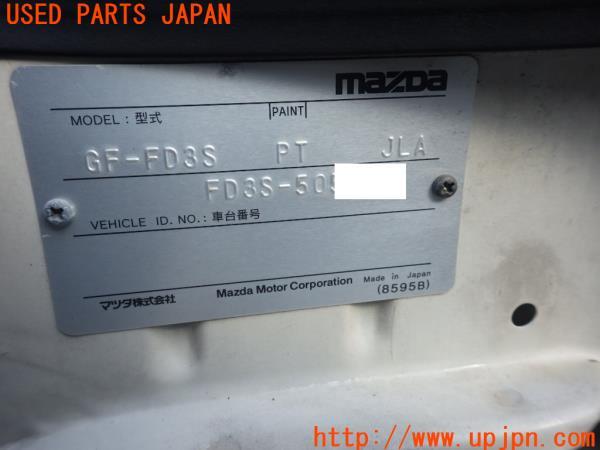 USED PARTS JAPAN
mazda
MODEL : 型式 PAINT
GF-FD3S PT JLA
FD3S-505
VEHICLE ID. NO. : 車台番号
マツダ株式会社 Mazda Motor Corporation Made in Japan
(8595B)
http://www.upjpn.com/